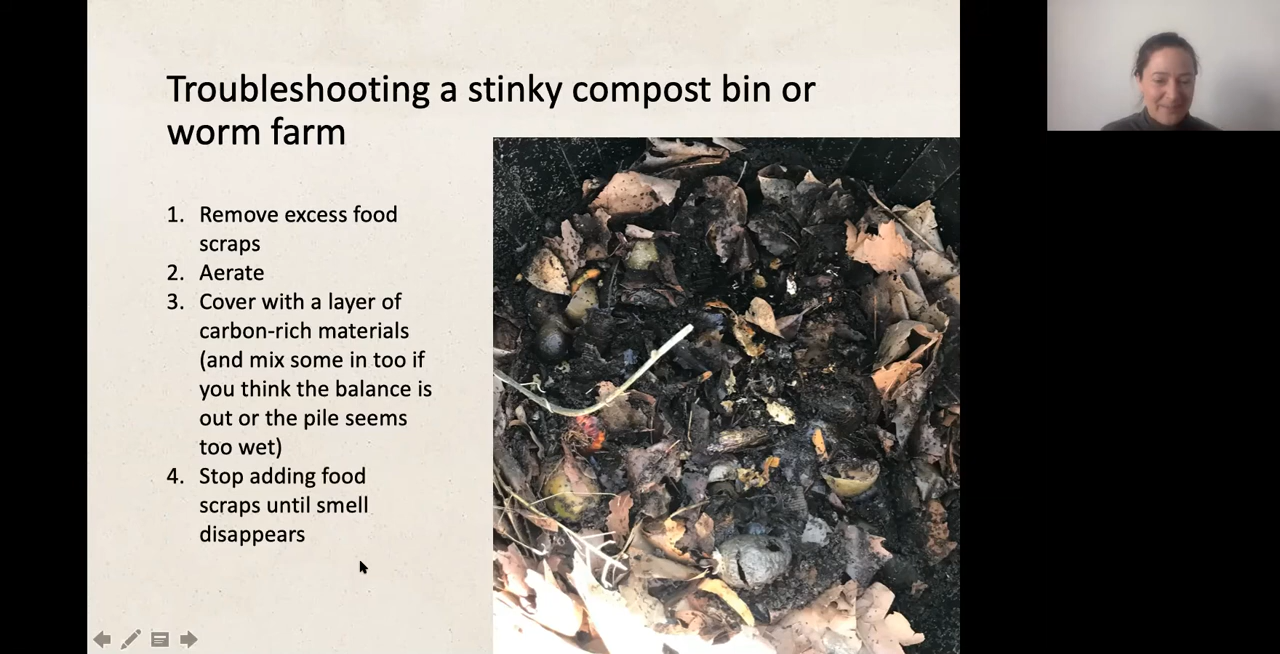 Troubleshooting a stinky compost bin or
worm farm
1. Remove excess food
scraps
2. Aerate
3. Cover with a layer of
carbon-rich materials
(and mix some in too if
you think the balance is
out or the pile seems
too wet)
4. Stop adding food
scraps until smell
disappears